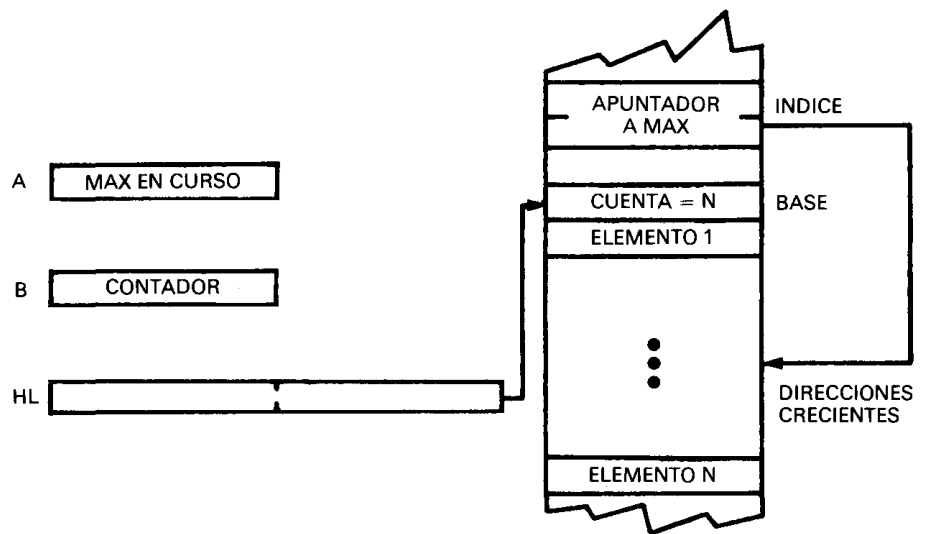 APUNTADOR
A MAX
INDICE
A
MAX EN CURSO
CUENTA = N
BASE
ELEMENTO 1
B
CONTADOR
HL
DIRECCIONES
CRECIENTES
ELEMENTO N